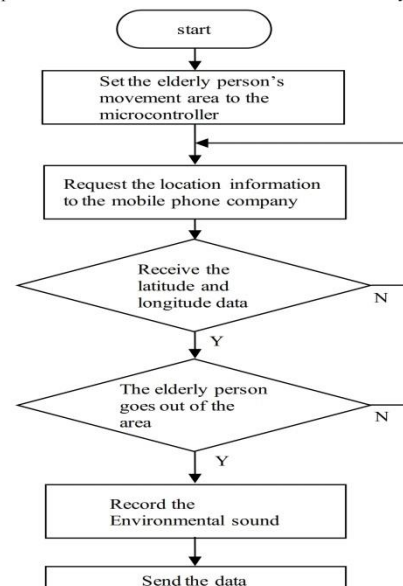 start
Set the elderly person's
movement area to the
microcontroller
Request the location information
to the mobile phone company
Receive the
latitude and
longitude data
N
Y
The elderly person
goes out of the
area
N
Y
Record the
Environmental sound
Send the data